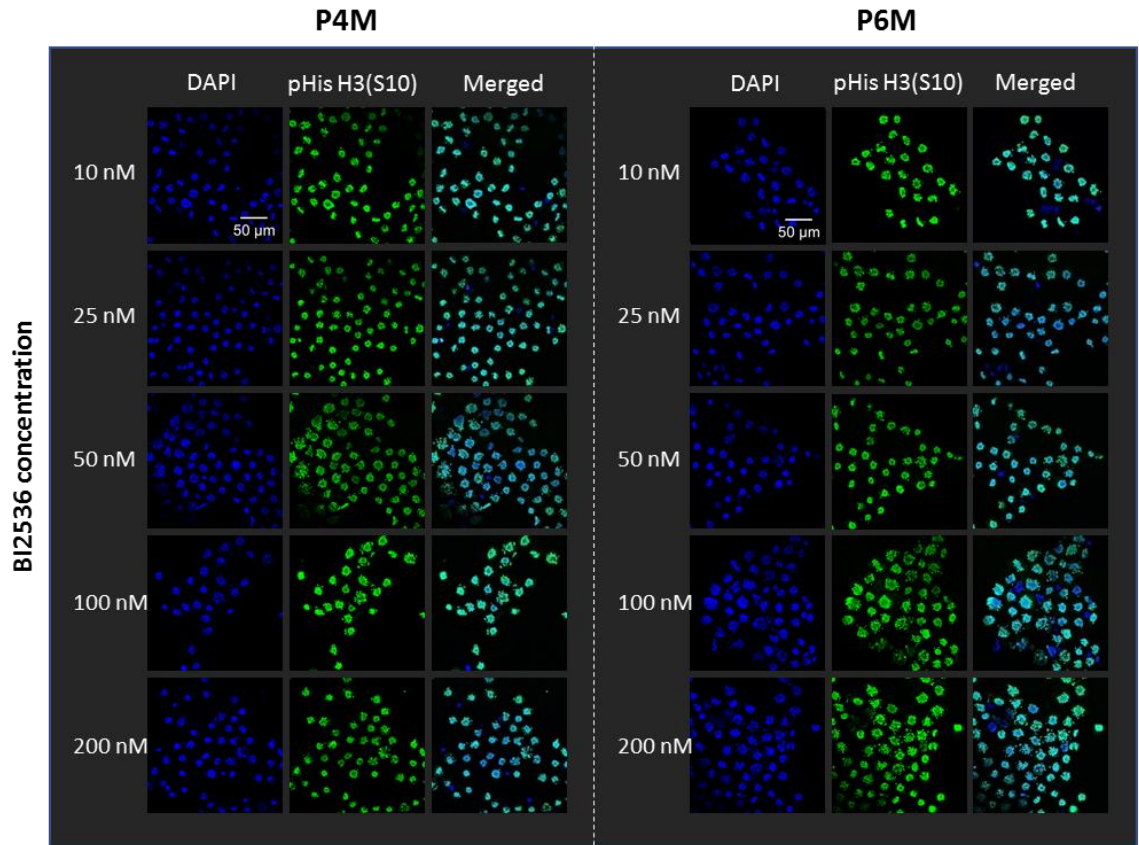 P4M
P6M
DAPI pHis H3(S10) Merged
DAPI pHis H3(S10) Merged
BI2536 concentration
10 nM
50 µm
10 nM
50 µm
25 nM
25 nM
50 nM
50 nM
100 nM
100 nM
200 nM
200 nM